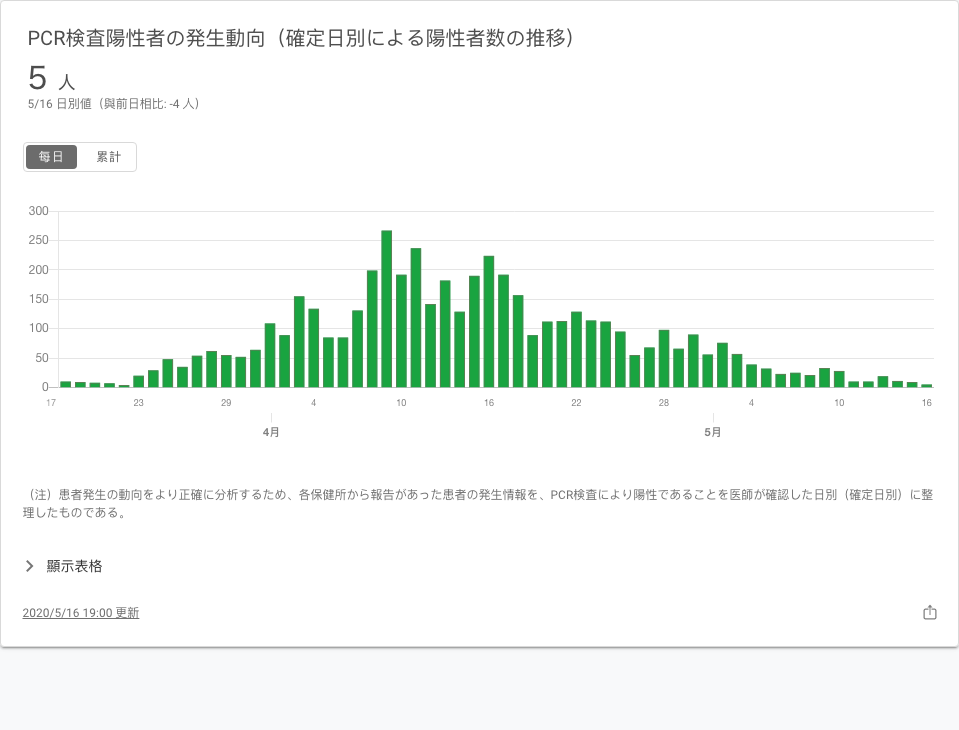 PCR検査陽性者の発生動向（確定日別による陽性者数の推移）
5 人
5/16 日別値（與前日相比: -4 人）
每日 累計
300
250
200
150
100
50
0
17 23 29 4 10 16 22 28 4 10 16
4月 5月
（注）患者発生の動向をより正確に分析するため、各保健所から報告があった患者の発生情報を、PCR検査により陽性であることを医師が確認した日別（確定日別）に整
理したものである。
顯示表格
2020/5/16 19:00 更新